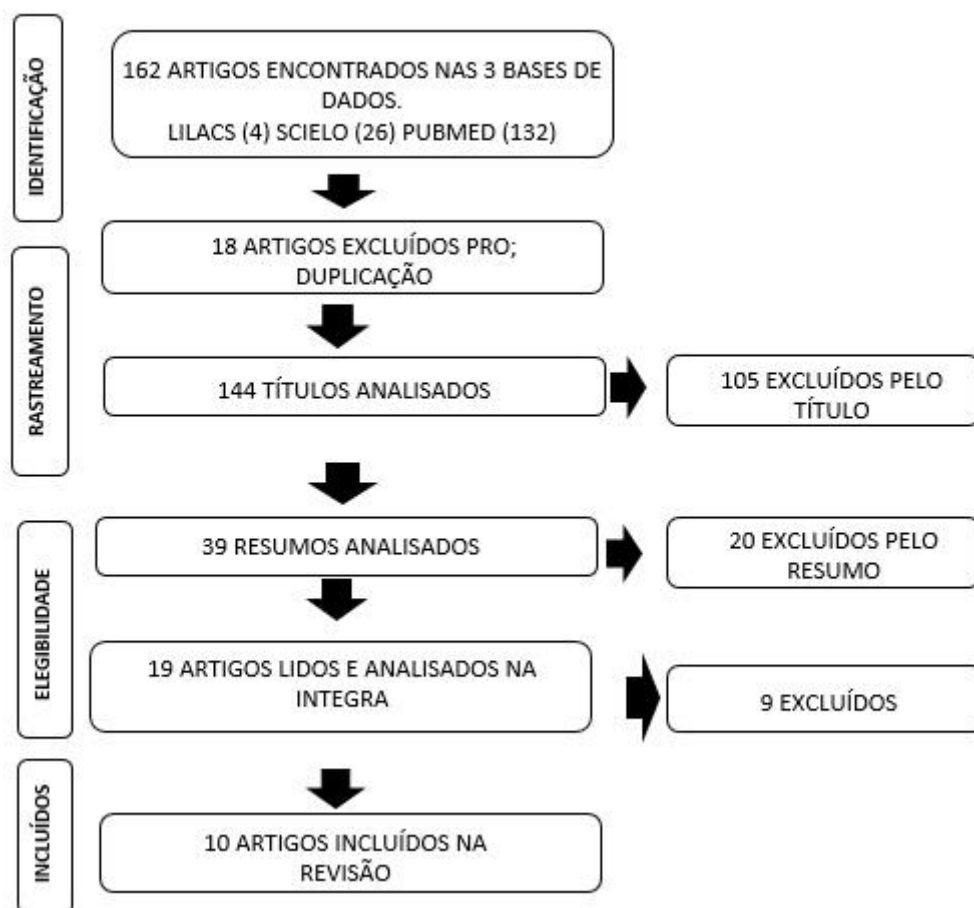 IDENTIFICAÇÃO
162 ARTIGOS ENCONTRADOS NAS 3 BASES DE
DADOS.
LILACS (4) SCIELO (26) PUBMED (132)
RASTREAMENTO
18 ARTIGOS EXCLUÍDOS PRO;
DUPLICAÇÃO
144 TÍTULOS ANALISADOS
105 EXCLUÍDOS PELO
TÍTULO
ELEGIBILIDADE
39 RESUMOS ANALISADOS
20 EXCLUÍDOS PELO
RESUMO
19 ARTIGOS LIDOS E ANALISADOS NA
INTEGRA
9 EXCLUÍDOS
INCLUÍDOS
10 ARTIGOS INCLUÍDOS NA
REVISÃO